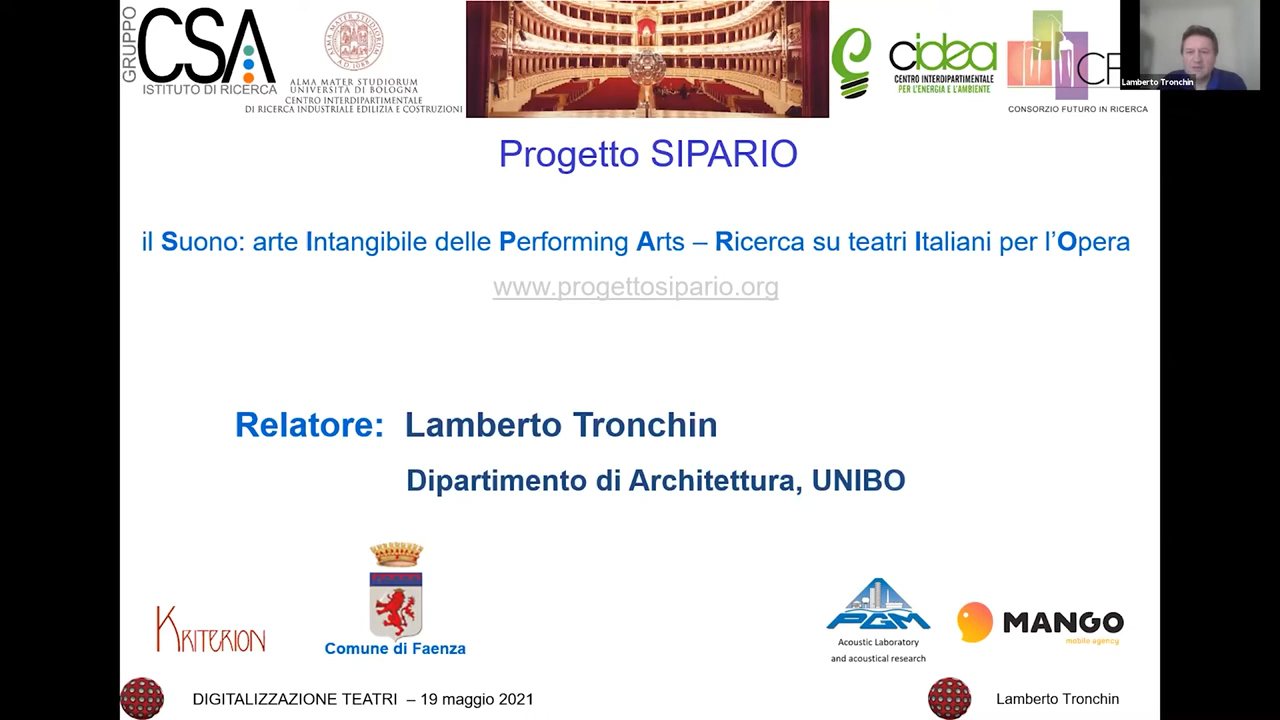 GRUPPO
CSA
ISTITUTO DI RICERCA
ALMA MATER STUDIORUM
UNIVERSITÀ DI BOLOGNA
CENTRO INTERDIPARTIMENTALE
DI RICERCA INDUSTRIALE EDILIZIA E COSTRUZIONI
cidea
CENTRO INTERDIPARTIMENTALE
PER L'ENERGIA E L'AMBIENTE
CONSORZIO FUTURO IN RICERCA
Lamberto Tronchin
Progetto SIPARIO
il Suono: arte Intangibile delle Performing Arts – Ricerca su teatri Italiani per l'Opera
www.progettosipario.org
Relatore: Lamberto Tronchin
Dipartimento di Architettura, UNIBO
KRITERION
Comune di Faenza
PGM
Acoustic Laboratory
and acoustical research
MANGO
mobile agency
DIGITALIZZAZIONE TEATRI – 19 maggio 2021
Lamberto Tronchin